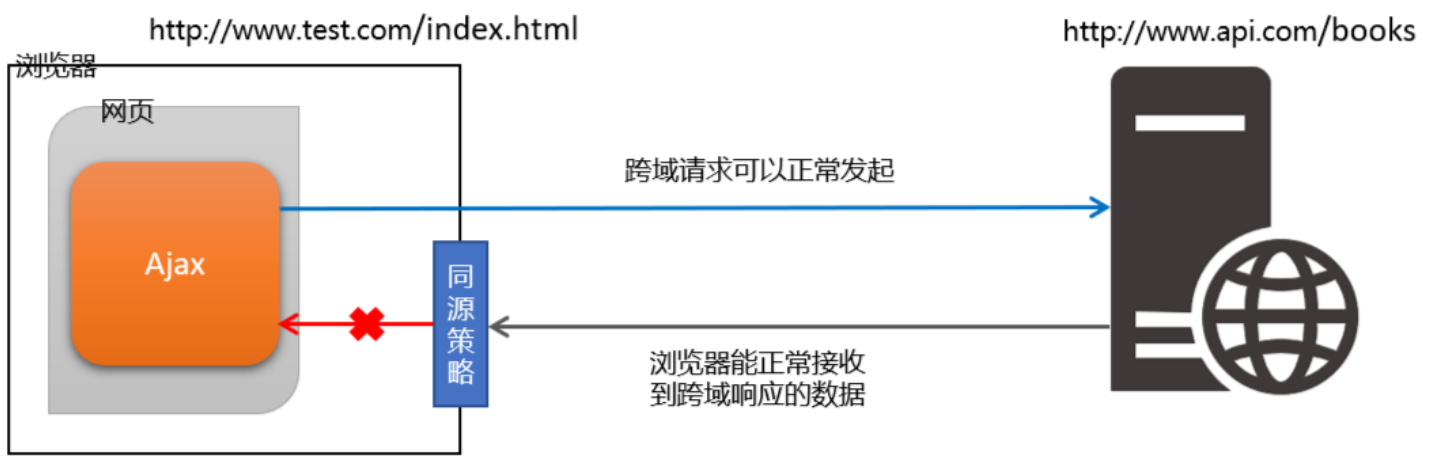 http://www.test.com/index.html
http://www.api.com/books
浏览器
网页
跨域请求可以正常发起
Ajax
同源策略
浏览器能正常接收
到跨域响应的数据